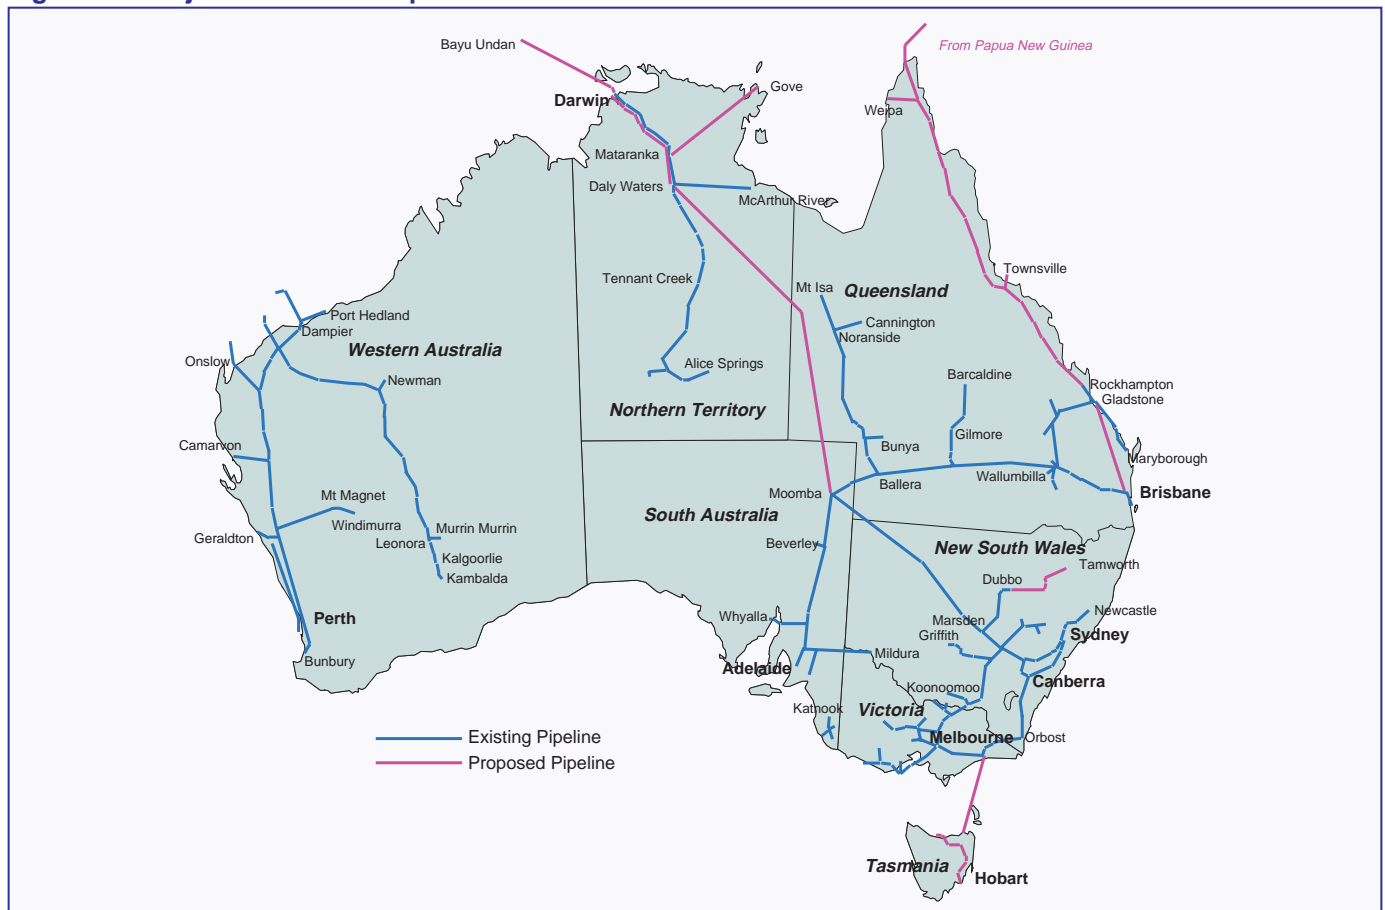 Bayu Undan
From Papua New Guinea
Gove
Darwin
Weipa
Mataranka
Daly Waters
McArthur River
Townsville
Tennant Creek
Mt Isa
Queensland
Port Hedland
Cannington
Dampier
Noranside
Western Australia
Onslow
Alice Springs
Newman
Barcaldine
Rockhampton
Gladstone
Northern Territory
Gilmore
Camarvon
Bunya
Maryborough
Wallumbilla
Ballera
Mt Magnet
Moomba
Brisbane
South Australia
Windimurra
Murrin Murrin
Geraldton
Leonora
Beverley
New South Wales
Kalgoorlie
Tamworth
Kambalda
Dubbo
Newcastle
Perth
Whyalla
Marsden
Griffith
Sydney
Mildura
Bunbury
Adelaide
Canberra
Koonoomoo
Katnook
Victoria
Existing Pipeline
Melbourne
Orbost
Proposed Pipeline
Tasmania
Hobart